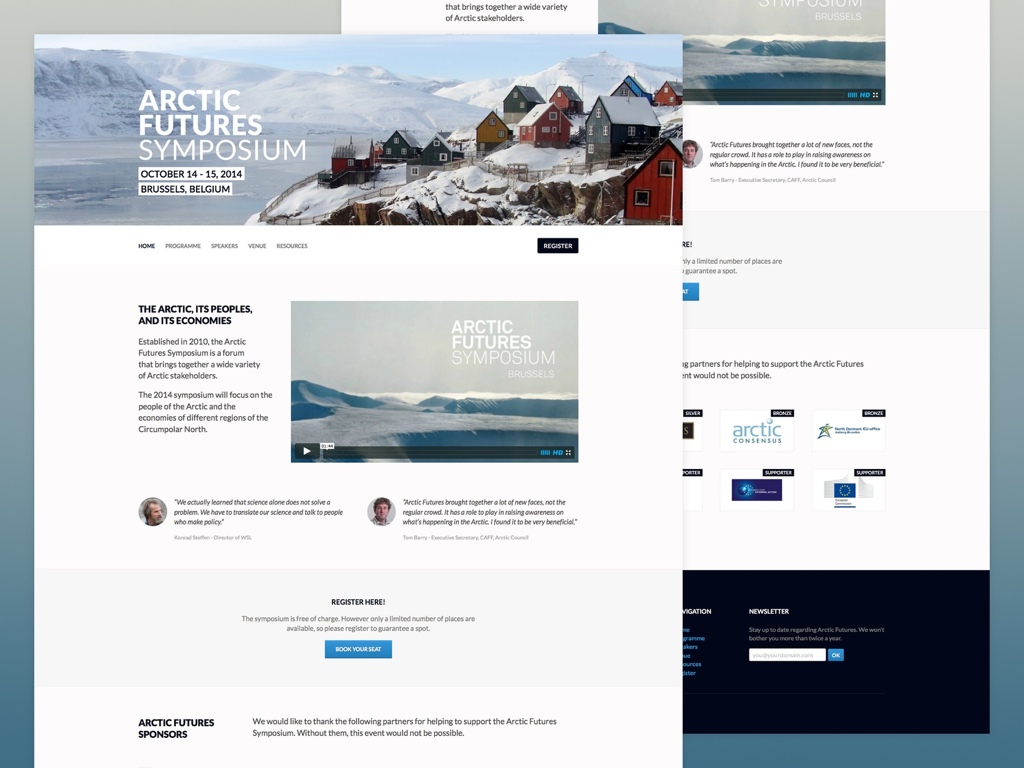 that brings together a wide variety
of Arctic stakeholders.
SYMPOSIUM
BRUSSELS
HD
ARCTIC
FUTURES
SYMPOSIUM
OCTOBER 14 - 15, 2014
BRUSSELS, BELGIUM
HOME PROGRAMME SPEAKERS VENUE RESOURCES
REGISTER
THE ARCTIC, ITS PEOPLES,
AND ITS ECONOMIES
Established in 2010, the Arctic
Futures Symposium is a forum
that brings together a wide variety
of Arctic stakeholders.
The 2014 symposium will focus on the
people of the Arctic and the
economies of different regions of the
Circumpolar North.
ARCTIC
FUTURES
SYMPOSIUM
BRUSSELS
01:44
HD
"We actually learned that science alone does not solve a
problem. We have to translate our science and talk to people
who make policy."
Konrad Steffen - Director of WSL
"Arctic Futures brought together a lot of new faces, not the
regular crowd. It has a role to play in raising awareness on
what's happening in the Arctic. I found it to be very beneficial."
Tom Barry - Executive Secretary, CAFF, Arctic Council
REGISTER HERE!
The symposium is free of charge. However only a limited number of places are
available, so please register to guarantee a spot.
BOOK YOUR SEAT
ARCTIC FUTURES
SPONSORS
We would like to thank the following partners for helping to support the Arctic Futures
Symposium. Without them, this event would not be possible.
"Arctic Futures brought together a lot of new faces, not the
regular crowd. It has a role to play in raising awareness on
what's happening in the Arctic. I found it to be very beneficial."
Tom Barry - Executive Secretary, CAFF, Arctic Council
RE!
ly a limited number of places are
guarantee a spot.
AT
g partners for helping to support the Arctic Futures
ent would not be possible.
SILVER
S
BRONZE
arctic
CONSENSUS
BRONZE
North Denmark EU-office
PORTER
SUPPORTER
SUPPORTER
European
Commission
VIGATION
me
gramme
akers
ue
ources
ister
NEWSLETTER
Stay up to date regarding Arctic Futures. We won't
bother you more than twice a year.
you@yourdomain.com
OK